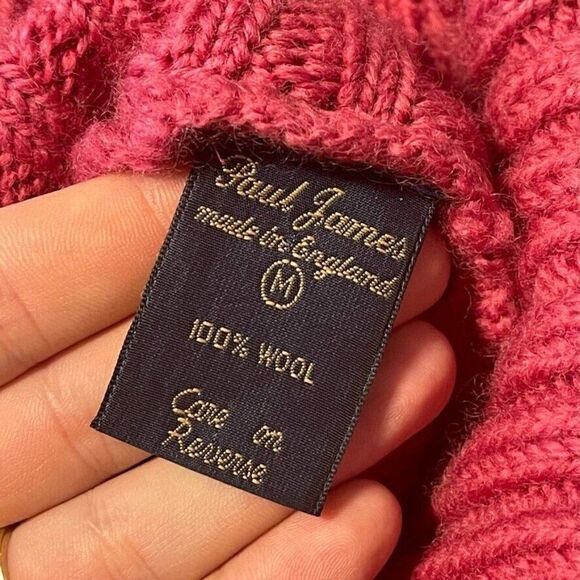 Paul James
made in England
M
100% WOOL
Care on
Reverse